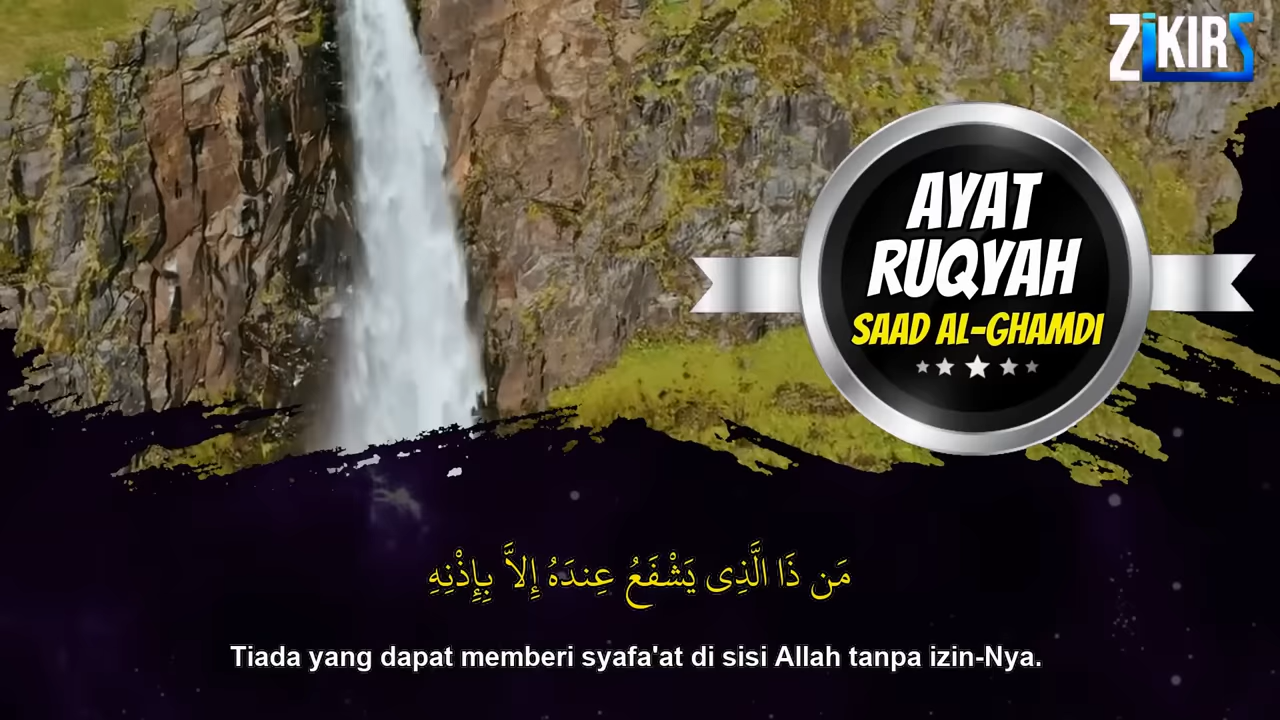 ZiKIRS
AYAT
RUQYAH
SAAD AL-GHAMDI
مَن ذَا الَّذِى يَشْفَعُ عِندَهُ إِلاَّ بِإِذْنِهِ
Tiada yang dapat memberi syafa'at di sisi Allah tanpa izin-Nya.